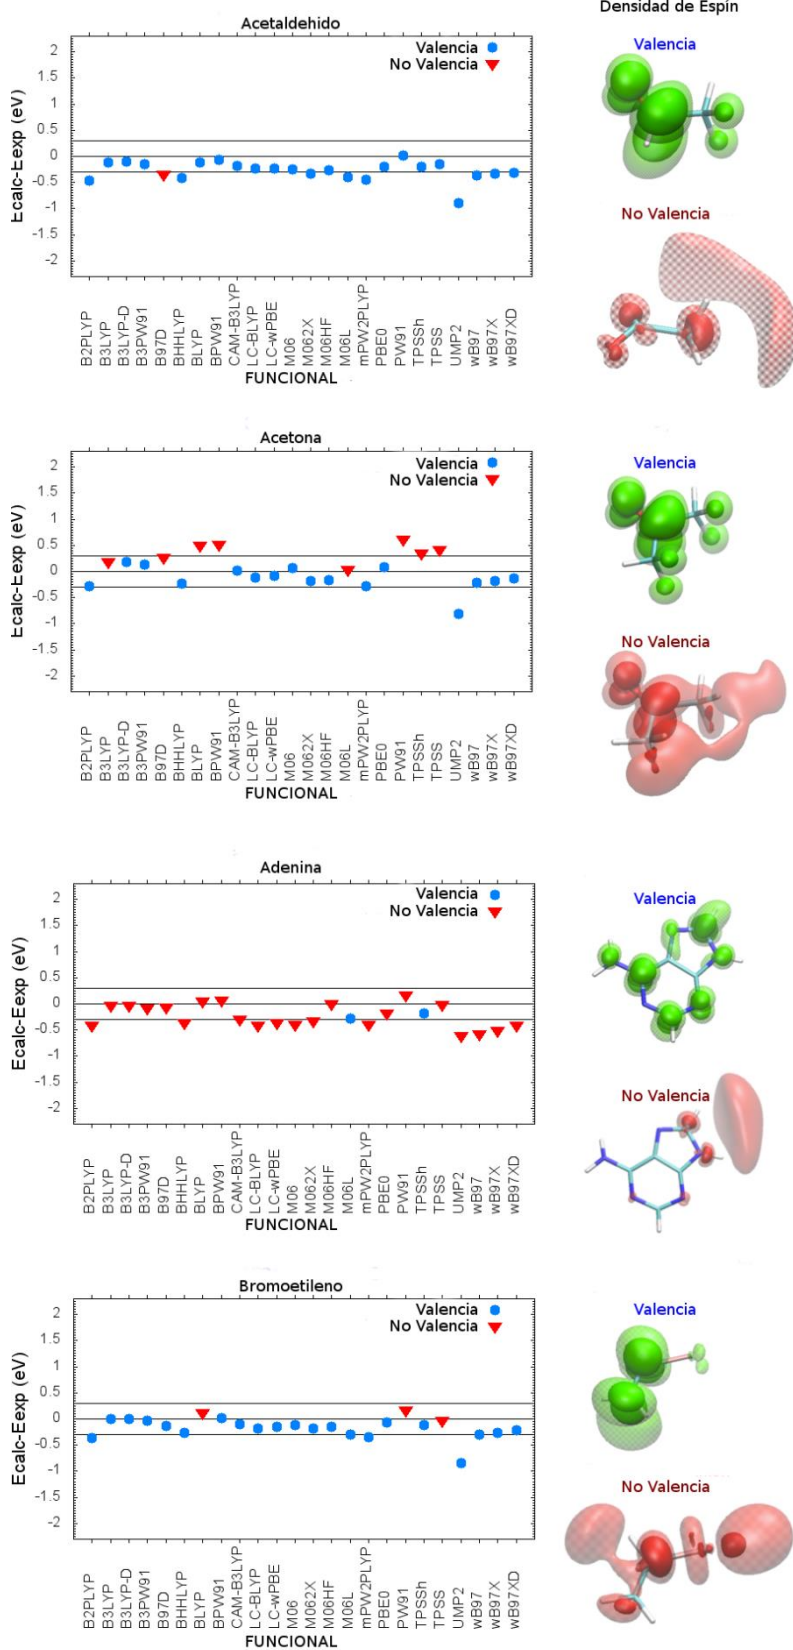 Densidad de Espín
Acetaldehido
Valencia
No Valencia
Ecalc-Eexp (eV)
2
1.5
1
0.5
0
-0.5
-1
-1.5
-2
B2PLYP
B3LYP
B3LYP-D
B3PW91
B97D
BHHLYP
BLYP
BPW91
CAM-B3LYP
LC-BLYP
LC-wPBE
M06
M062X
M06HF
M06L
mPW2PLYP
PBE0
PW91
TPSSh
TPSS
UMP2
wB97
wB97X
wB97XD
FUNCIONAL
Valencia
No Valencia
Acetona
Valencia
No Valencia
Ecalc-Eexp (eV)
2
1.5
1
0.5
0
-0.5
-1
-1.5
-2
B2PLYP
B3LYP
B3LYP-D
B3PW91
B97D
BHHLYP
BLYP
BPW91
CAM-B3LYP
LC-BLYP
LC-wPBE
M06
M062X
M06HF
M06L
mPW2PLYP
PBE0
PW91
TPSSh
TPSS
UMP2
wB97
wB97X
wB97XD
FUNCIONAL
Valencia
No Valencia
Adenina
Valencia
No Valencia
Ecalc-Eexp (eV)
2
1.5
1
0.5
0
-0.5
-1
-1.5
-2
B2PLYP
B3LYP
B3LYP-D
B3PW91
B97D
BHHLYP
BLYP
BPW91
CAM-B3LYP
LC-BLYP
LC-wPBE
M06
M062X
M06HF
M06L
mPW2PLYP
PBE0
PW91
TPSSh
TPSS
UMP2
wB97
wB97X
wB97XD
FUNCIONAL
Valencia
No Valencia
Bromoetileno
Valencia
No Valencia
Ecalc-Eexp (eV)
2
1.5
1
0.5
0
-0.5
-1
-1.5
-2
B2PLYP
B3LYP
B3LYP-D
B3PW91
B97D
BHHLYP
BLYP
BPW91
CAM-B3LYP
LC-BLYP
LC-wPBE
M06
M062X
M06HF
M06L
mPW2PLYP
PBE0
PW91
TPSSh
TPSS
UMP2
wB97
wB97X
wB97XD
FUNCIONAL
Valencia
No Valencia